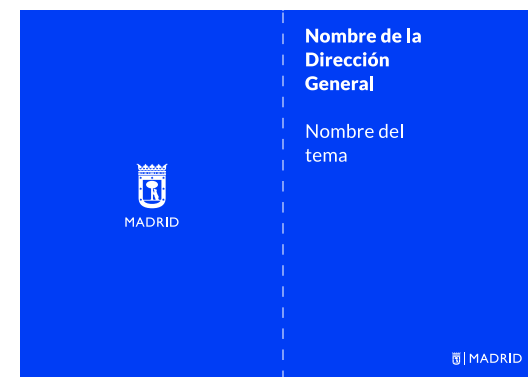 MADRID
Nombre de la
Dirección
General
Nombre del
tema
MADRID